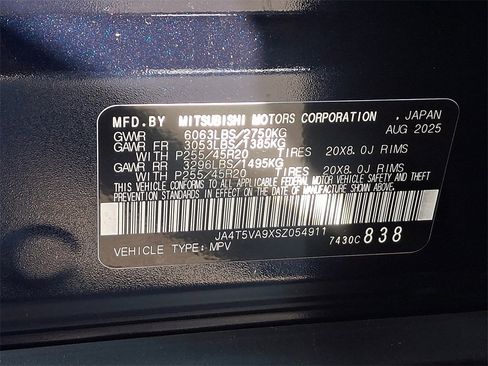 MFD.BY MITSUBISHI MOTORS CORPORATION , JAPAN
GVWR 6063LBS/2750KG AUG 2025
GAWR FR 3053LBS/1385KG
WITH P255/45R20 TIRES 20X8.0J RIMS
GAWR RR 3296LBS/1495KG
WITH P255/45R20 TIRES 20X8.0J RIMS
THIS VEHICLE CONFORMS TO ALL APPLICABLE FEDERAL MOTOR VEHICLE SAFETY AND THEFT
PREVENTION STANDARDS IN EFFECT ON THE DATE OF MANUFACTURE SHOWN ABOVE.
JA4T5VA9XSZ054911
VEHICLE TYPE: MPV 7430C 838